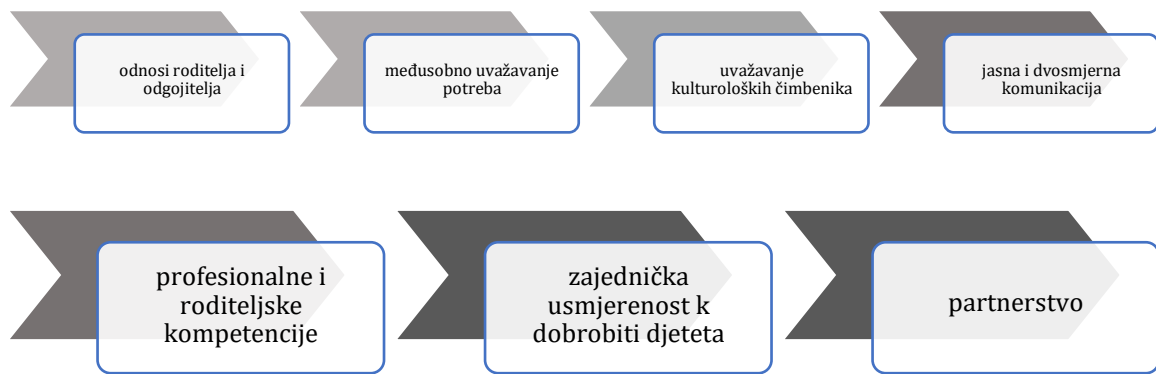 odnosi roditelja i
odgojitelja
međusobno uvažavanje
potreba
uvažavanje
kulturoloških čimbenika
jasna i dvosmjerna
komunikacija
profesionalne i
roditeljske
kompetencije
zajednička
usmjerenost k
dobrobiti djeteta
partnerstvo